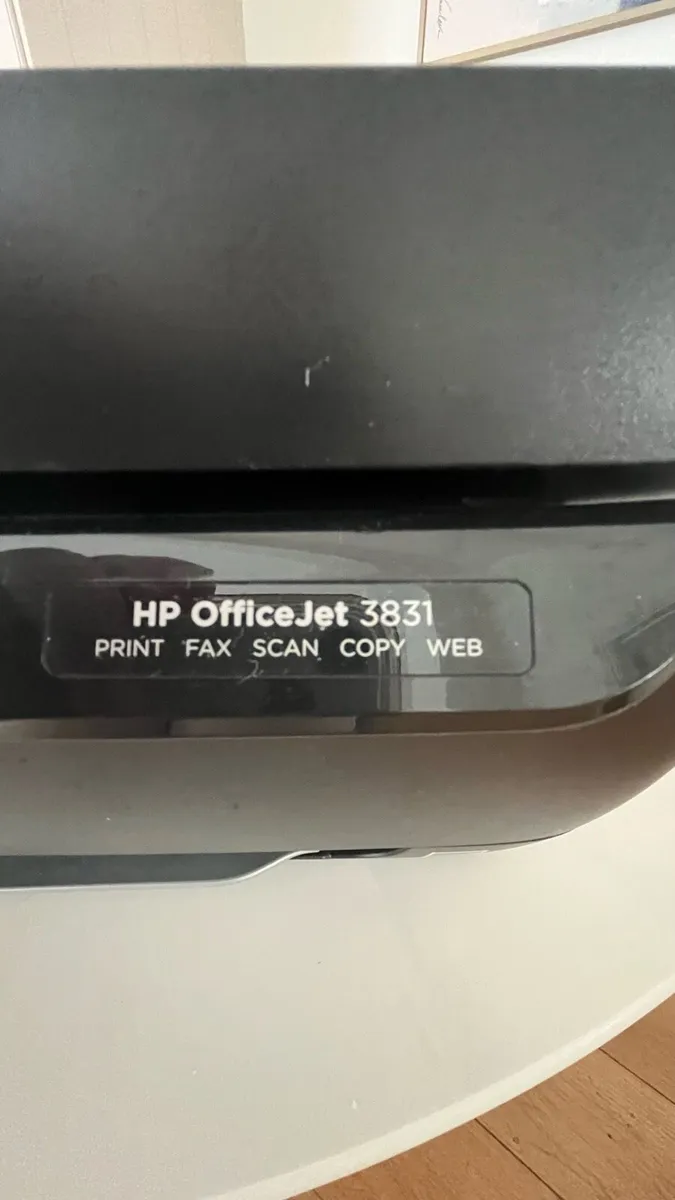 HP OfficeJet 3831
PRINT FAX SCAN COPY WEB